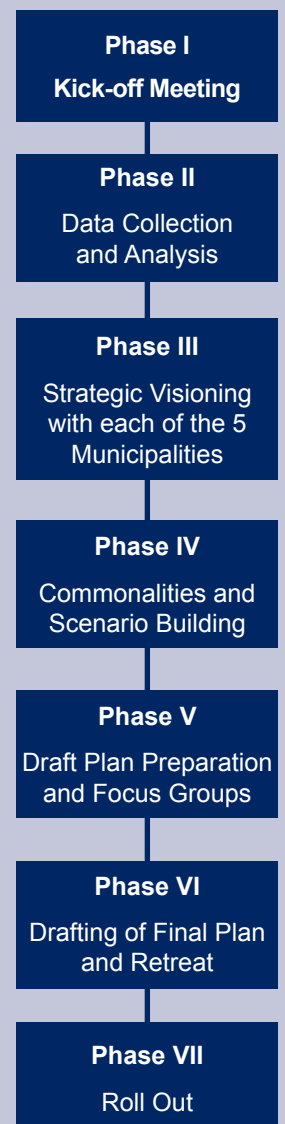 Phase I
Kick-off Meeting
Phase II
Data Collection
and Analysis
Phase III
Strategic Visioning
with each of the 5
Municipalities
Phase IV
Commonalities and
Scenario Building
Phase V
Draft Plan Preparation
and Focus Groups
Phase VI
Drafting of Final Plan
and Retreat
Phase VII
Roll Out